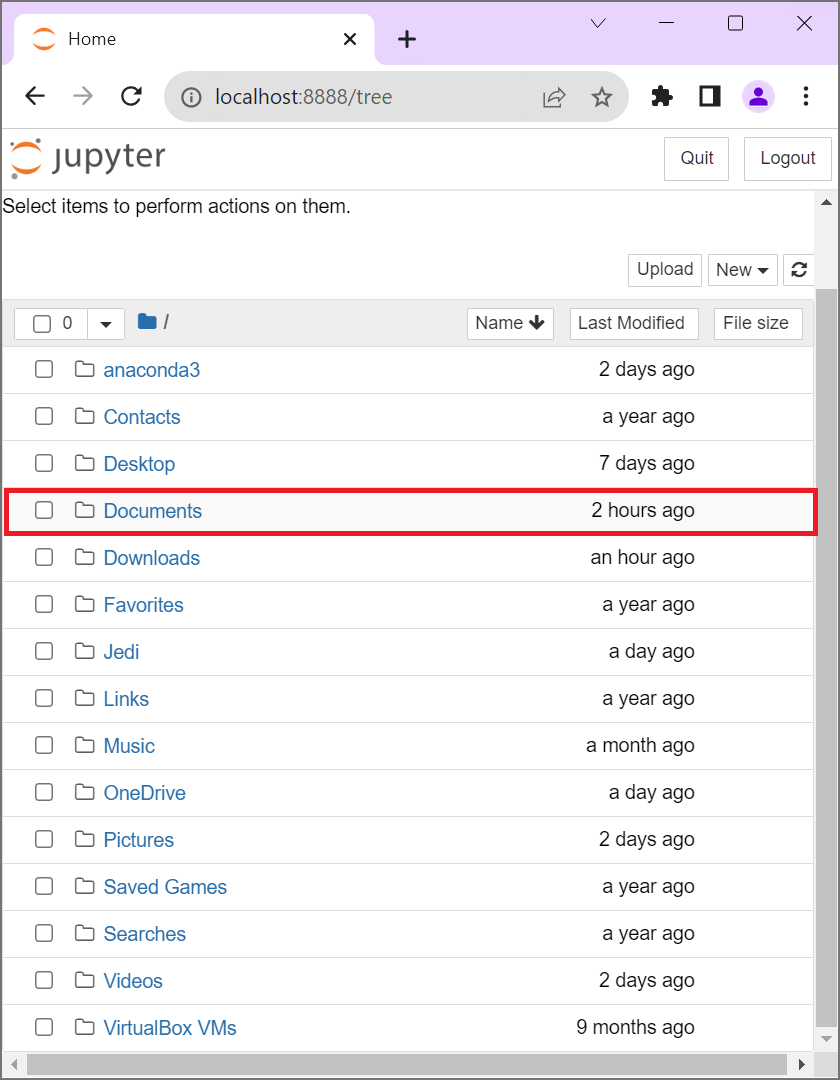 Home
localhost:8888/tree
jupyter
Quit
Logout
Select items to perform actions on them.
Upload
New
0
/
Name
Last Modified
File size
anaconda3 2 days ago
Contacts a year ago
Desktop 7 days ago
Documents 2 hours ago
Downloads an hour ago
Favorites a year ago
Jedi a day ago
Links a year ago
Music a month ago
OneDrive a day ago
Pictures 2 days ago
Saved Games a year ago
Searches a year ago
Videos 2 days ago
VirtualBox VMs 9 months ago